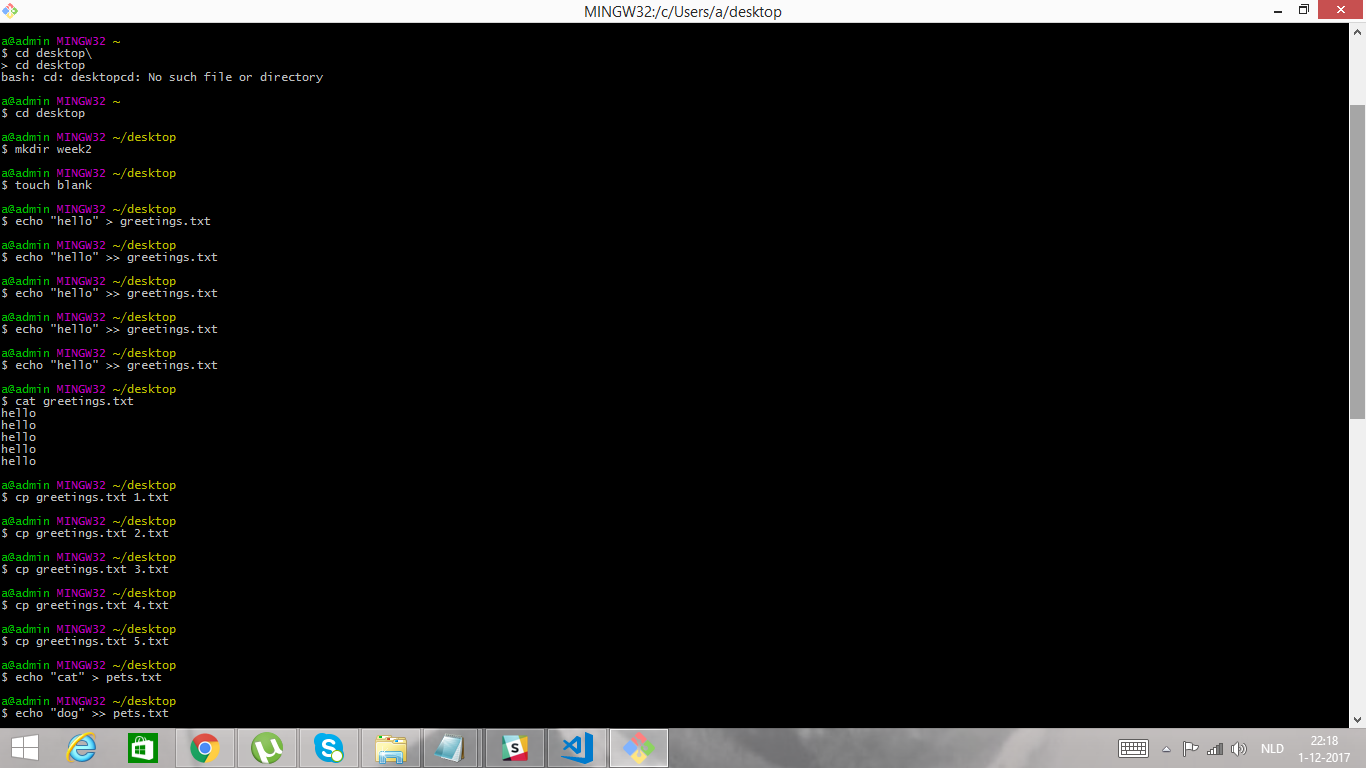 MINGW32:/c/Users/a/desktop
a@admin MINGW32 ~
$ cd desktop\
> cd desktop
bash: cd: desktopcd: No such file or directory
a@admin MINGW32 ~
$ cd desktop
a@admin MINGW32 ~/desktop
$ mkdir week2
a@admin MINGW32 ~/desktop
$ touch blank
a@admin MINGW32 ~/desktop
$ echo "hello" > greetings.txt
a@admin MINGW32 ~/desktop
$ echo "hello" >> greetings.txt
a@admin MINGW32 ~/desktop
$ echo "hello" >> greetings.txt
a@admin MINGW32 ~/desktop
$ echo "hello" >> greetings.txt
a@admin MINGW32 ~/desktop
$ echo "hello" >> greetings.txt
a@admin MINGW32 ~/desktop
$ cat greetings.txt
hello
hello
hello
hello
hello
a@admin MINGW32 ~/desktop
$ cp greetings.txt 1.txt
a@admin MINGW32 ~/desktop
$ cp greetings.txt 2.txt
a@admin MINGW32 ~/desktop
$ cp greetings.txt 3.txt
a@admin MINGW32 ~/desktop
$ cp greetings.txt 4.txt
a@admin MINGW32 ~/desktop
$ cp greetings.txt 5.txt
a@admin MINGW32 ~/desktop
$ echo "cat" > pets.txt
a@admin MINGW32 ~/desktop
$ echo "dog" >> pets.txt
NLD
22:18
1-12-2017